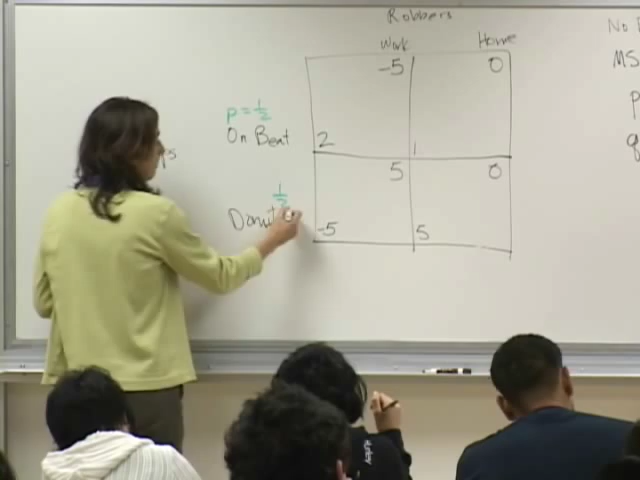 Robbers
Work Home
No
MS
-5 0
p = 1/2
On Beat
2 1
5 0
1/2
Donut
-5 5
p
q